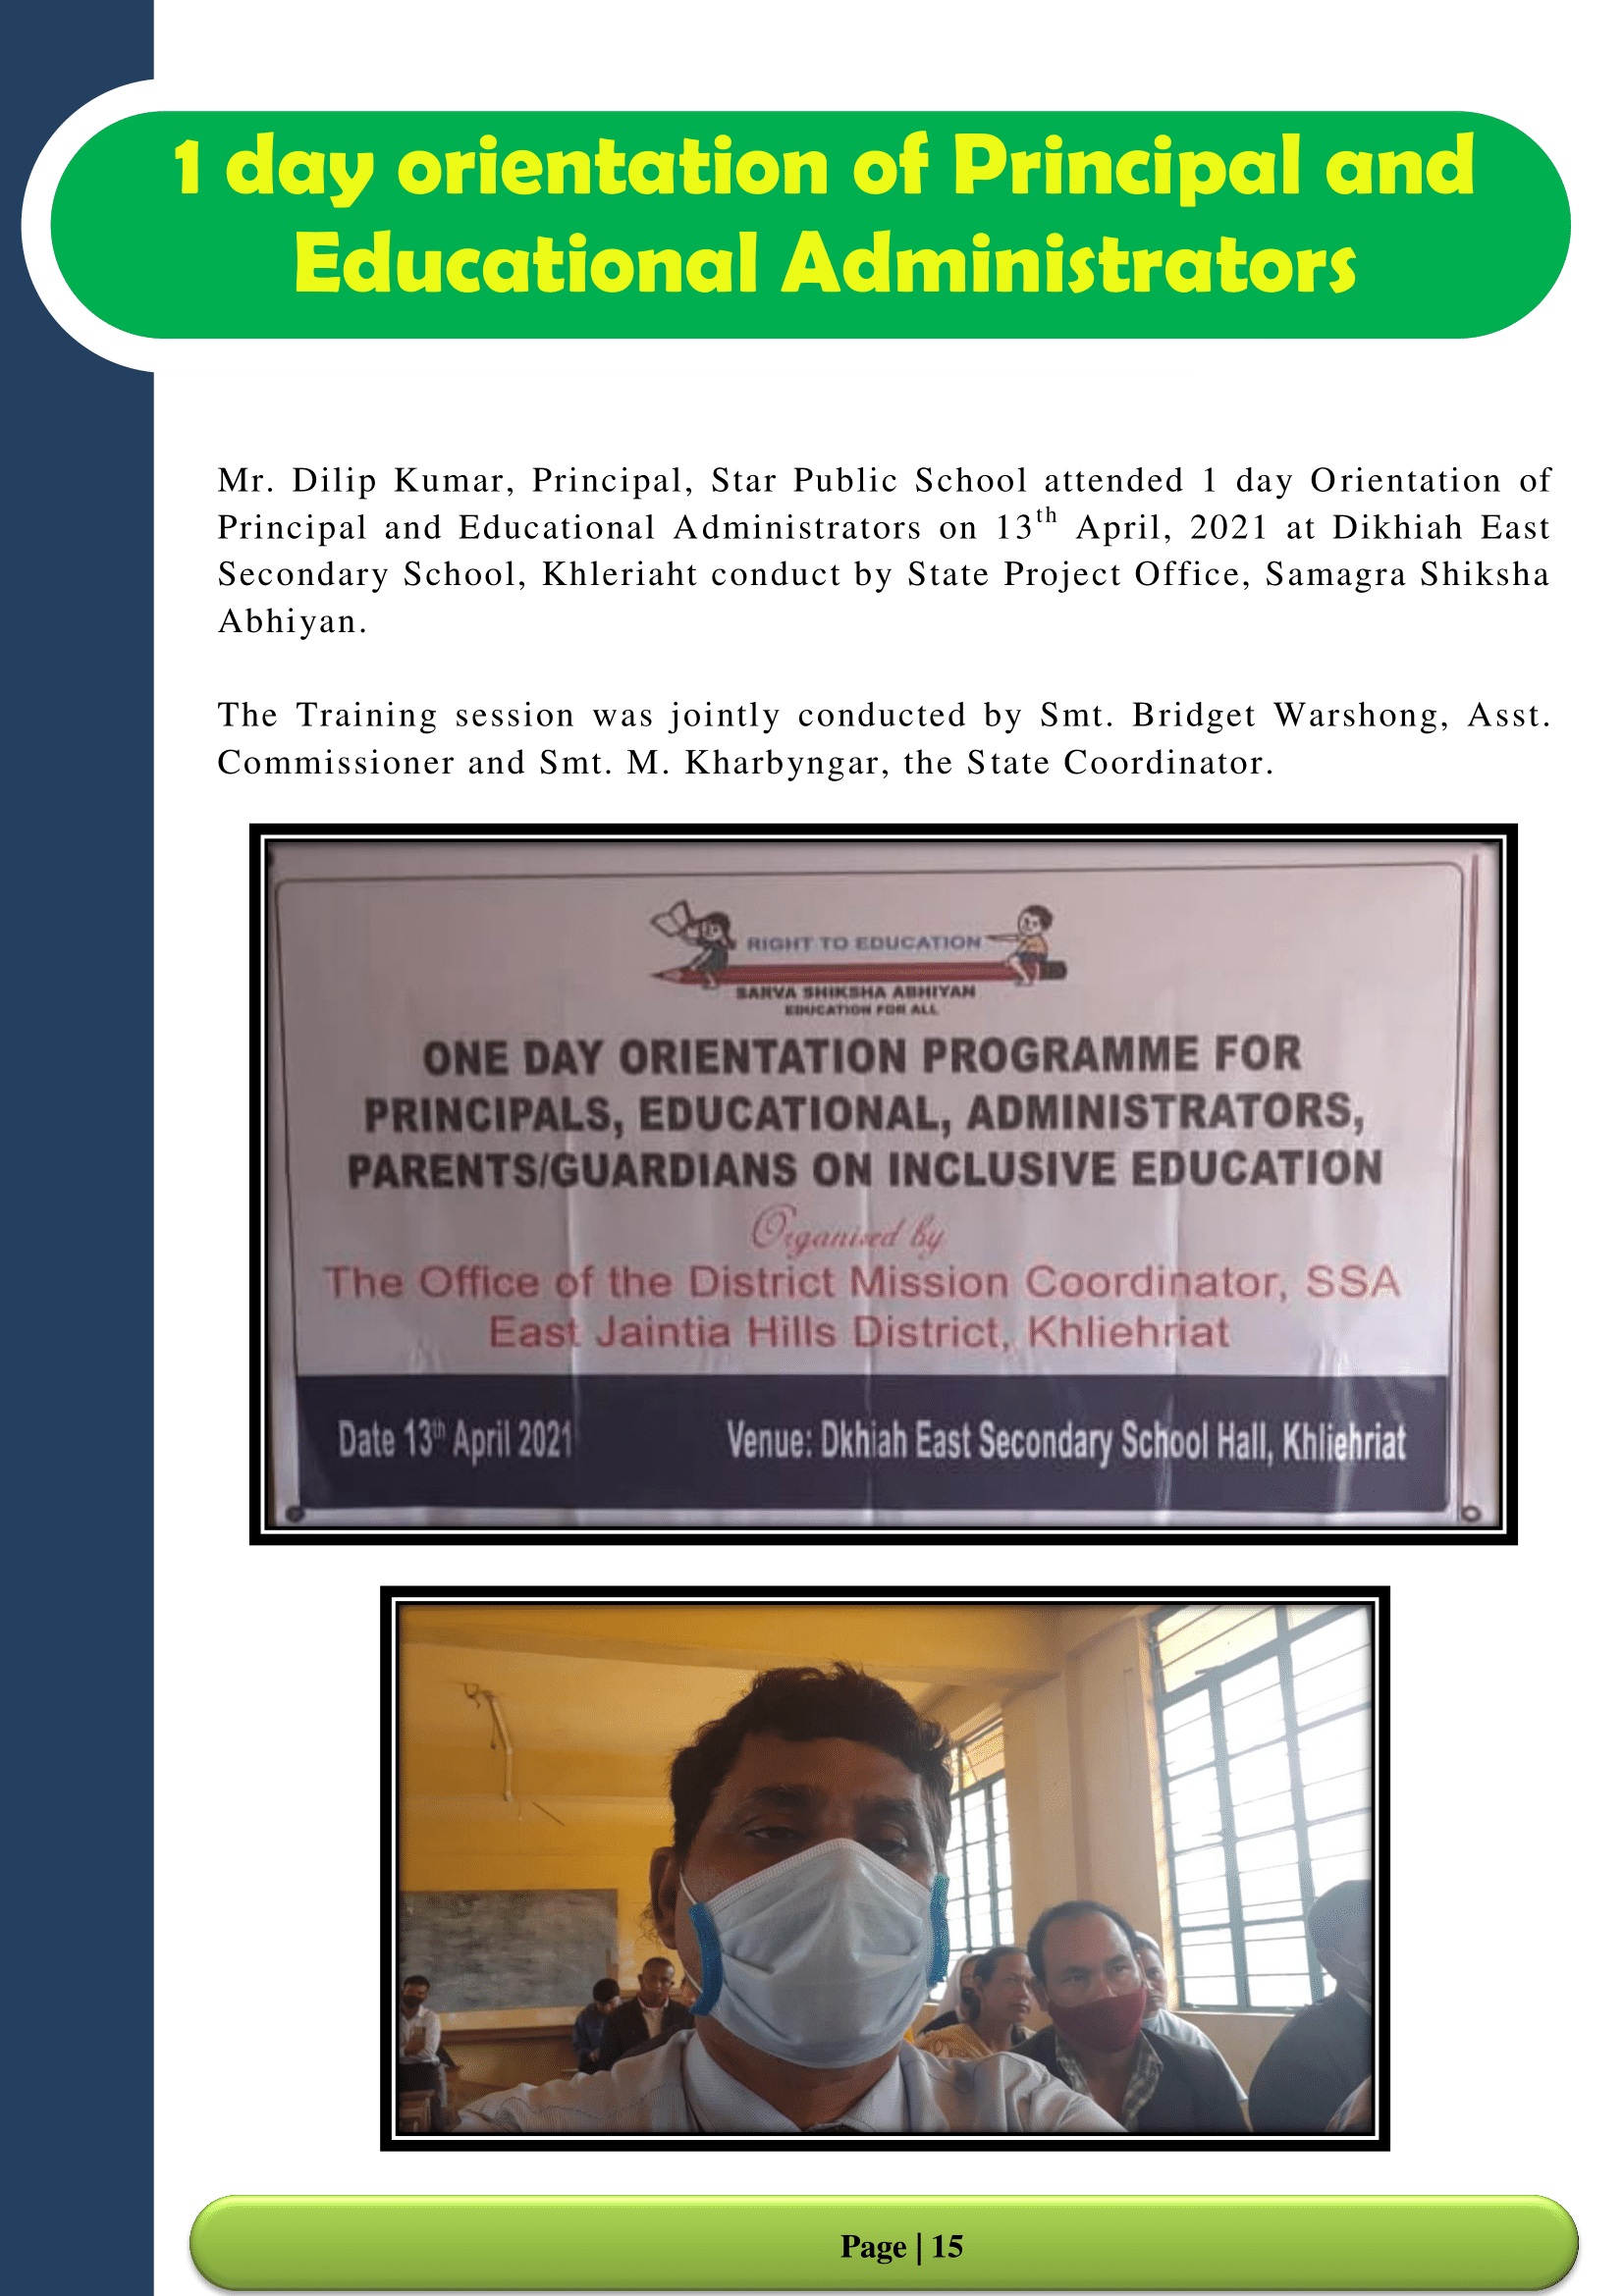 1 day orientation of Principal and
Educational Administrators
Mr. Dilip Kumar, Principal, Star Public School attended 1 day Orientation of
Principal and Educational Administrators on 13th April, 2021 at Dikhiah East
Secondary School, Khleriaht conduct by State Project Office, Samagra Shiksha
Abhiyan.
The Training session was jointly conducted by Smt. Bridget Warshong, Asst.
Commissioner and Smt. M. Kharbyngar, the State Coordinator.
RIGHT TO EDUCATION
SARVA SHIKSHA ABHIYAN
EDUCATION FOR ALL
ONE DAY ORIENTATION PROGRAMME FOR
PRINCIPALS, EDUCATIONAL, ADMINISTRATORS,
PARENTS/GUARDIANS ON INCLUSIVE EDUCATION
Organised by
The Office of the District Mission Coordinator, SSA
East Jaintia Hills District, Khliehriat
Date 13th April 2021 Venue: Dkhiah East Secondary School Hall, Khliehriat
Page | 15